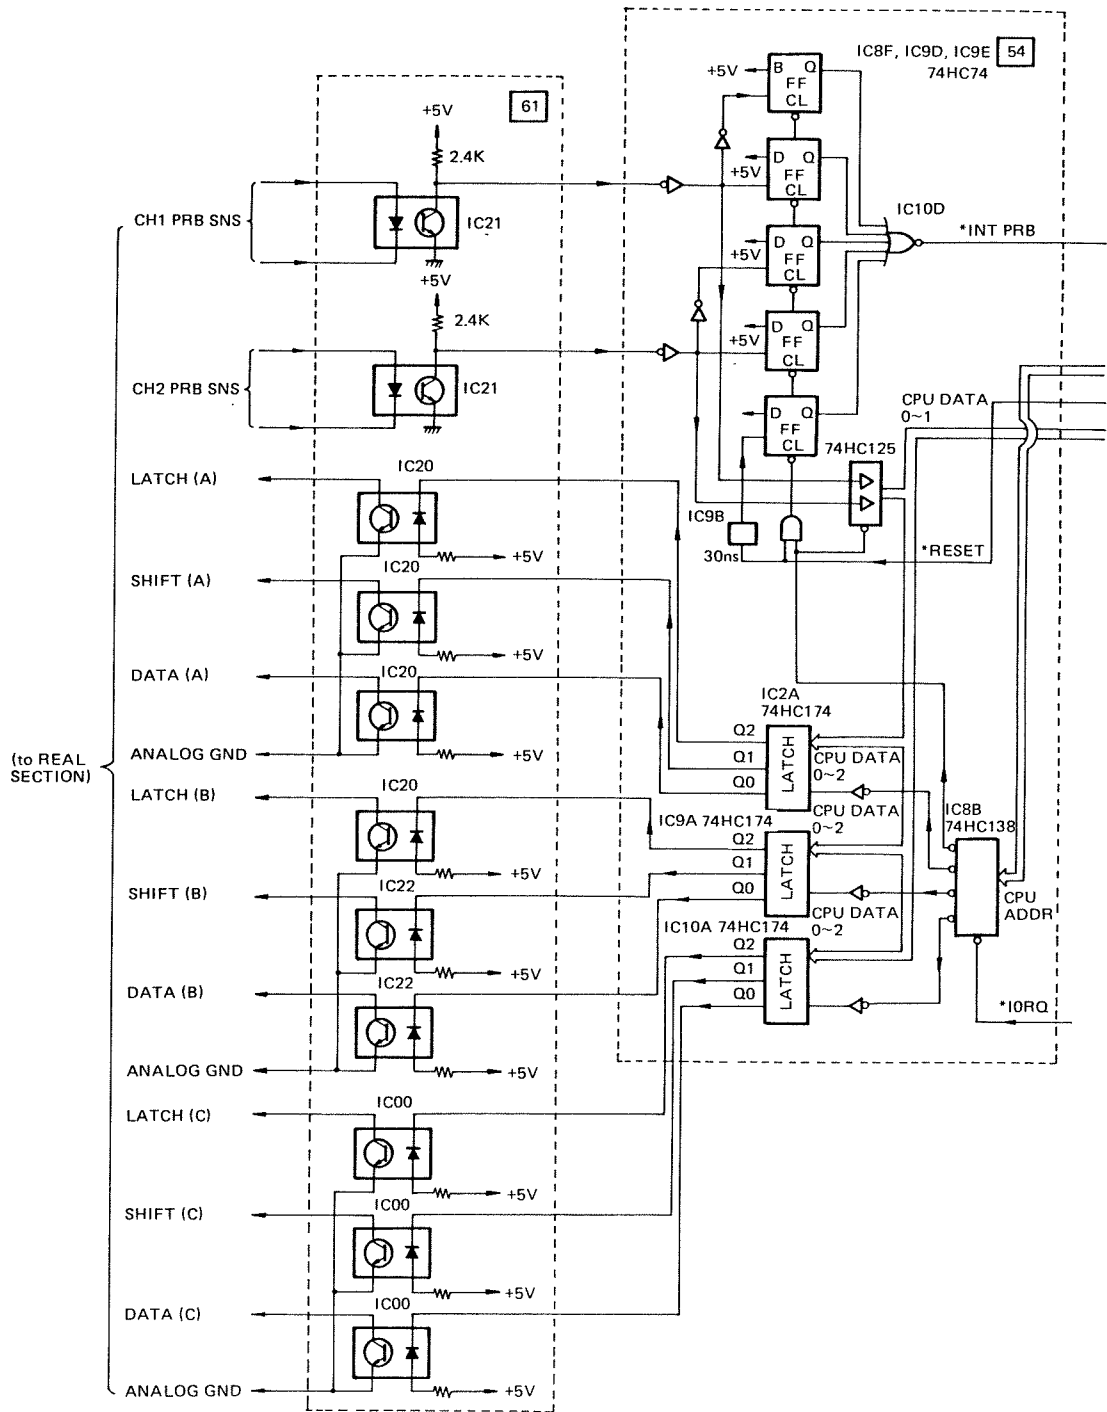 IC8F, IC9D, IC9E 54
74HC74
61
+5V
2.4K
CH1 PRB SNS
IC21
+5V
2.4K
CH2 PRB SNS
IC21
+5V
B Q
FF
CL
+5V
D Q
FF
CL
+5V
D Q
FF
CL
+5V
D Q
FF
CL
D Q
FF
CL
IC10D
*INT PRB
CPU DATA
0~1
74HC125
IC9B
30ns
*RESET
LATCH (A)
IC20
+5V
SHIFT (A)
IC20
+5V
DATA (A)
IC20
+5V
ANALOG GND
(to REAL
SECTION)
LATCH (B)
IC20
+5V
SHIFT (B)
IC22
+5V
DATA (B)
IC22
+5V
ANALOG GND
LATCH (C)
IC00
+5V
SHIFT (C)
IC00
+5V
DATA (C)
IC00
+5V
ANALOG GND
IC2A
74HC174
Q2
Q1
Q0
LATCH
CPU DATA
0~2
IC9A 74HC174
Q2
Q1
Q0
LATCH
CPU DATA
0~2
IC10A 74HC174
Q2
Q1
Q0
LATCH
CPU DATA
0~2
IC8B
74HC138
CPU
ADDR
*I0RQ